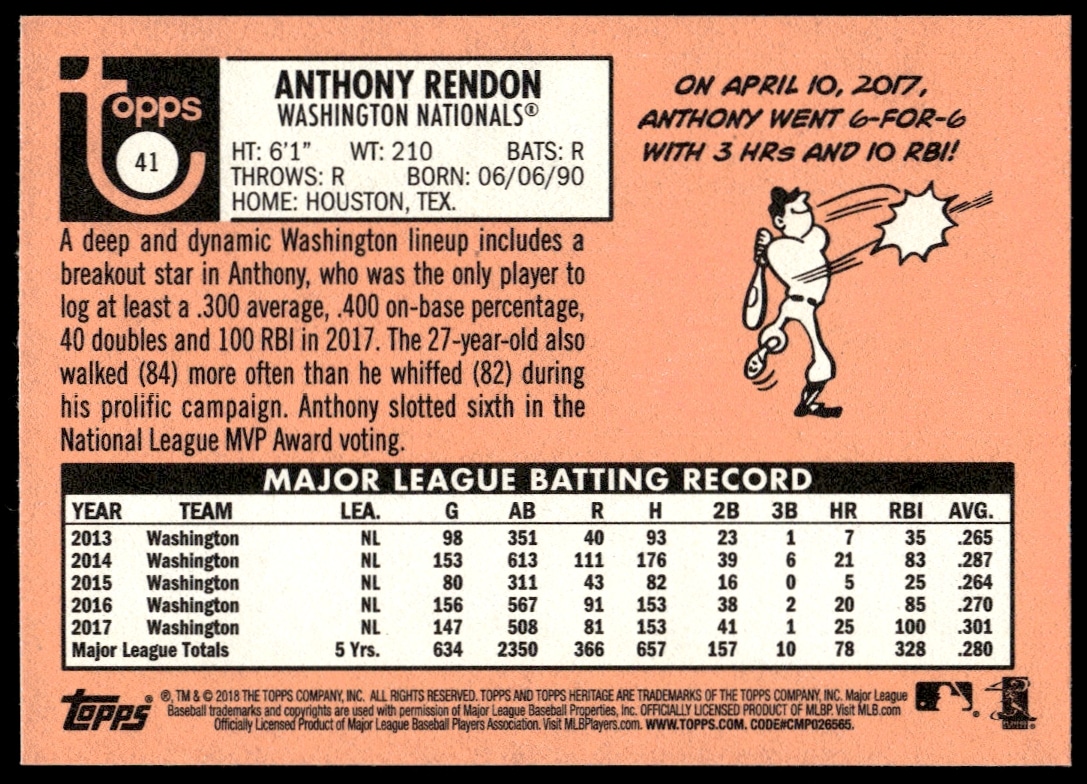 topps
41
ANTHONY RENDON
WASHINGTON NATIONALS®
HT: 6'1" WT: 210 BATS: R
THROWS: R BORN: 06/06/90
HOME: HOUSTON, TEX.
ON APRIL 10, 2017,
ANTHONY WENT 6-FOR-6
WITH 3 HRs AND 10 RBI!
A deep and dynamic Washington lineup includes a
breakout star in Anthony, who was the only player to
log at least a .300 average, .400 on-base percentage,
40 doubles and 100 RBI in 2017. The 27-year-old also
walked (84) more often than he whiffed (82) during
his prolific campaign. Anthony slotted sixth in the
National League MVP Award voting.
MAJOR LEAGUE BATTING RECORD
YEAR TEAM LEA. G AB R H 2B 3B HR RBI AVG.
2013 Washington NL 98 351 40 93 23 1 7 35 .265
2014 Washington NL 153 613 111 176 39 6 21 83 .287
2015 Washington NL 80 311 43 82 16 0 5 25 .264
2016 Washington NL 156 567 91 153 38 2 20 85 .270
2017 Washington NL 147 508 81 153 41 1 25 100 .301
Major League Totals 5 Yrs. 634 2350 366 657 157 10 78 328 .280
TOPPS®
®, TM & © 2018 THE TOPPS COMPANY, INC. ALL RIGHTS RESERVED. TOPPS AND TOPPS HERITAGE ARE TRADEMARKS OF THE TOPPS COMPANY, INC. Major League
Baseball trademarks and copyrights are used with permission of Major League Baseball Properties, Inc. OFFICIALLY LICENSED PRODUCT OF MLBP. Visit MLB.com
Officially Licensed Product of Major League Baseball Players Association. Visit MLBPlayers.com. WWW.TOPPS.COM. CODE#CMP026565.